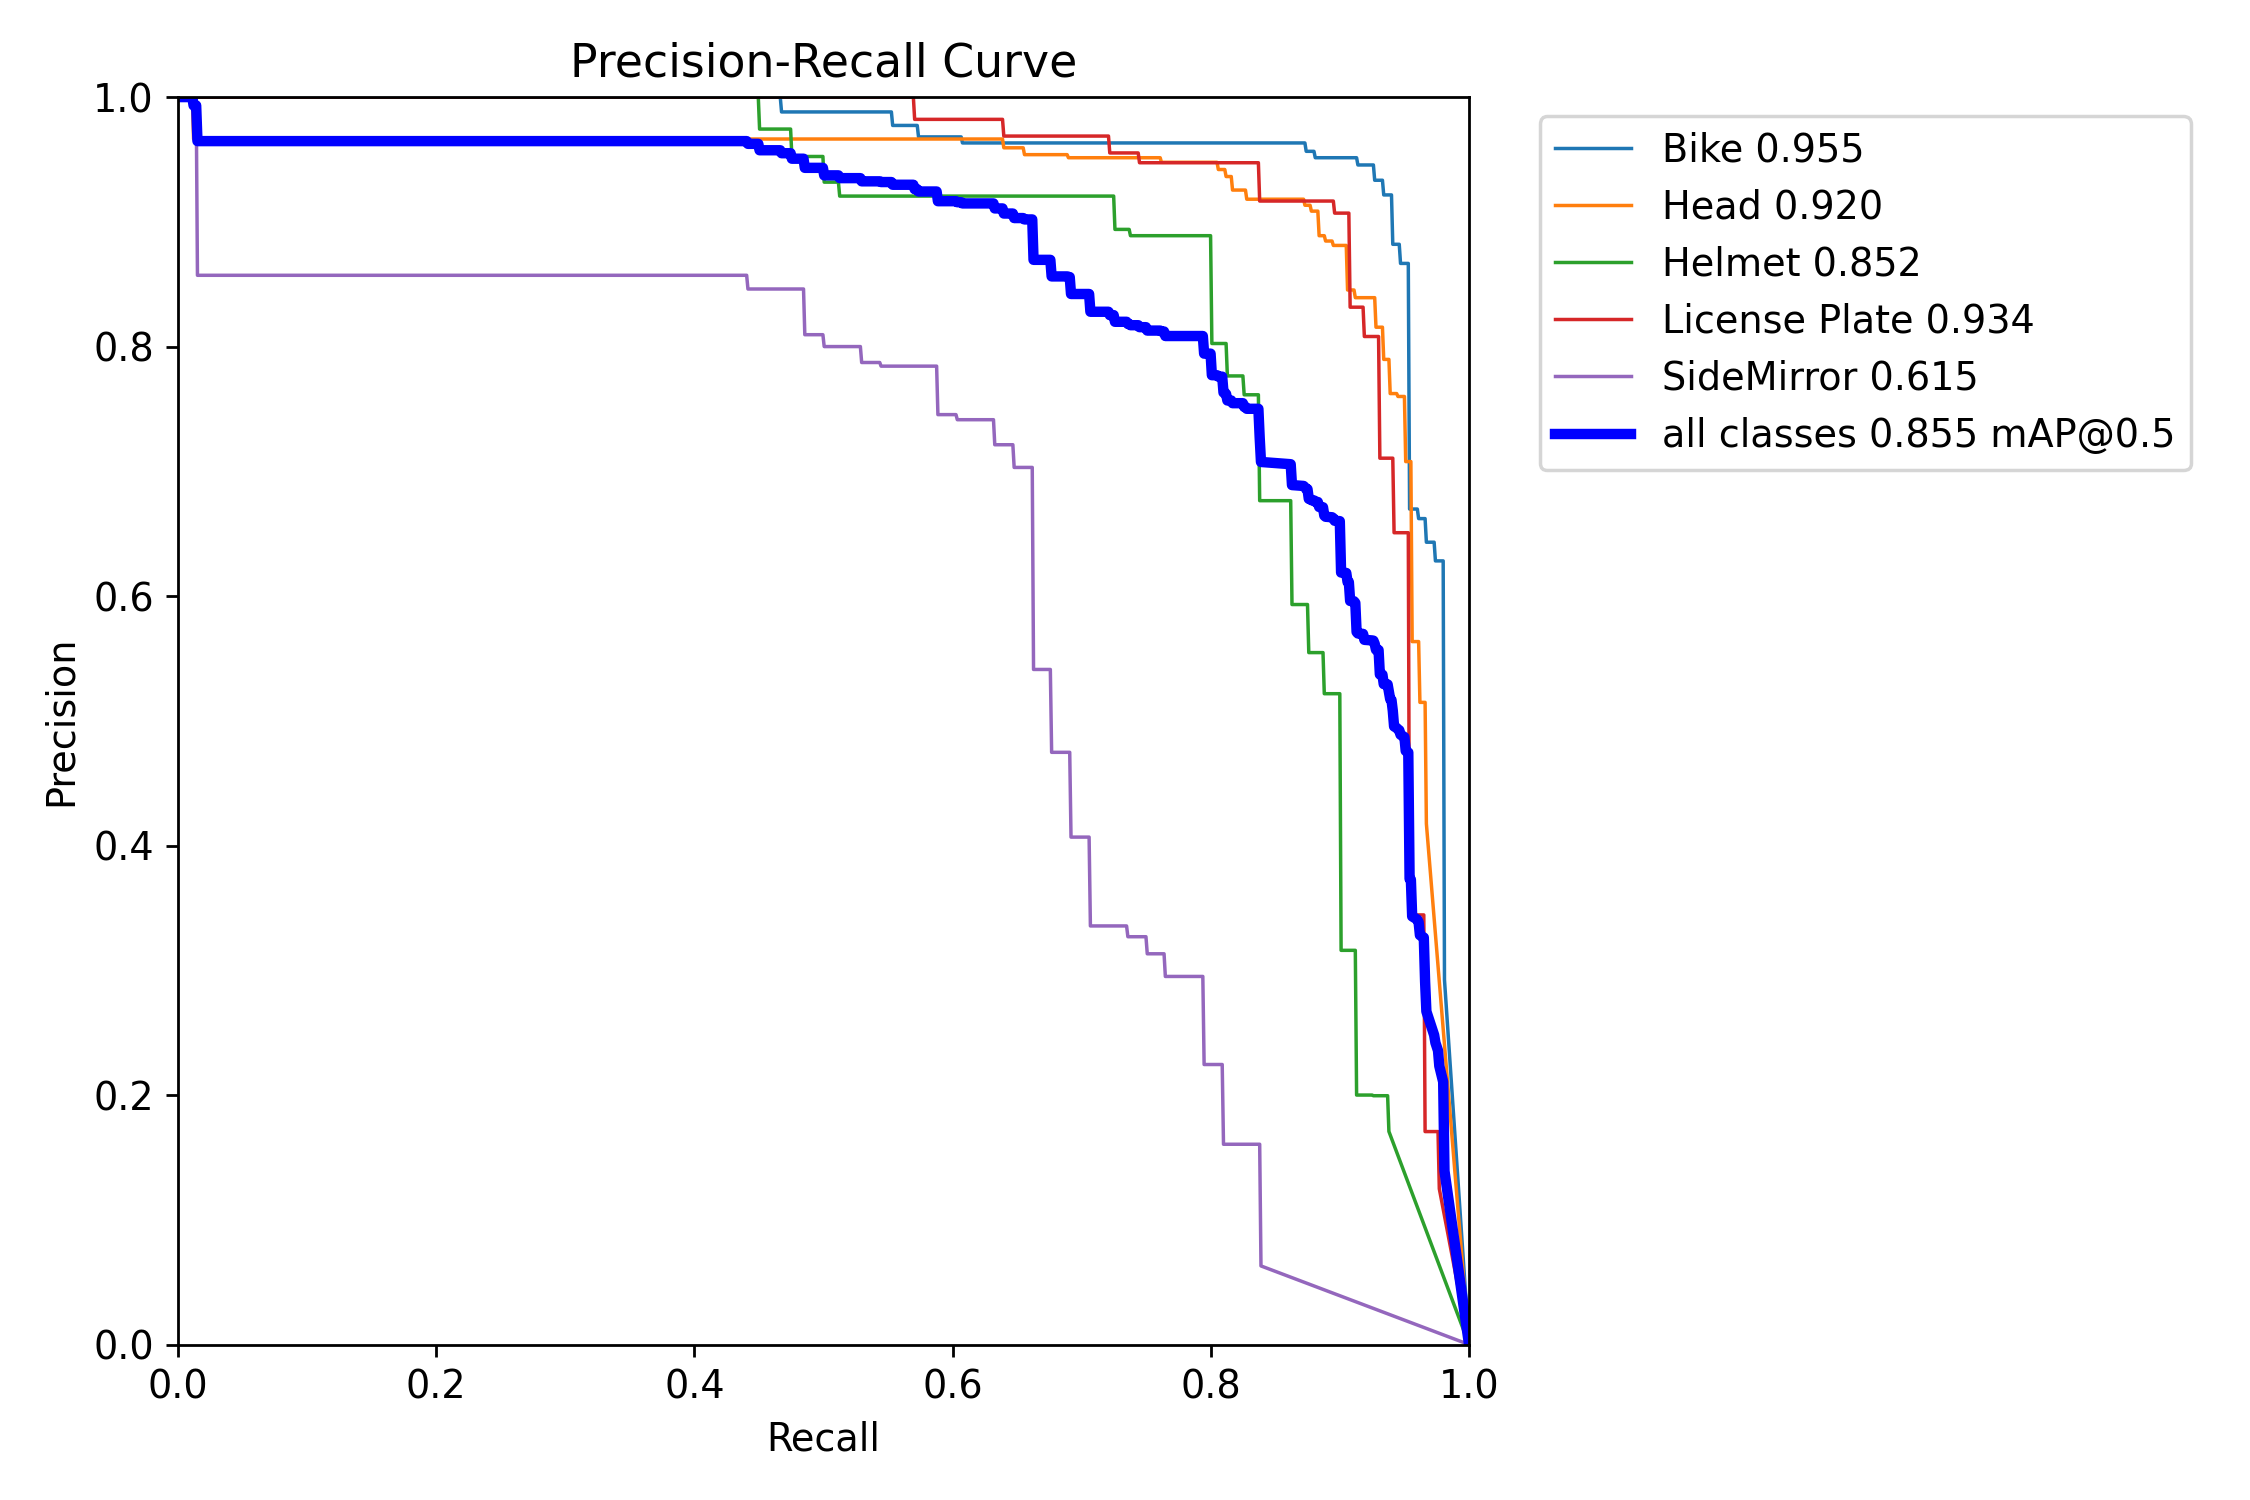 Precision-Recall Curve
1.0
0.8
0.6
0.4
0.2
0.0
Precision
0.0 0.2 0.4 0.6 0.8 1.0
Recall
Bike 0.955
Head 0.920
Helmet 0.852
License Plate 0.934
SideMirror 0.615
all classes 0.855 mAP@0.5